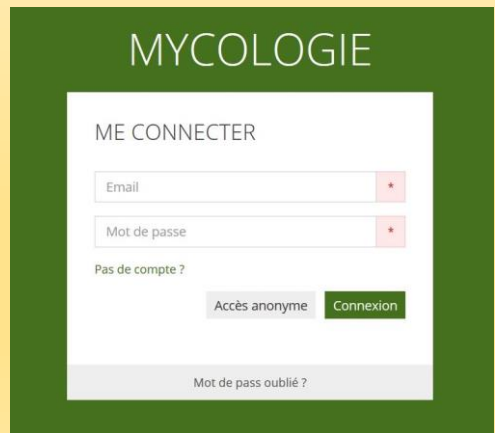 MYCOLOGIE
ME CONNECTER
Email *
Mot de passe *
Pas de compte ?
Accès anonyme Connexion
Mot de pass oublié ?